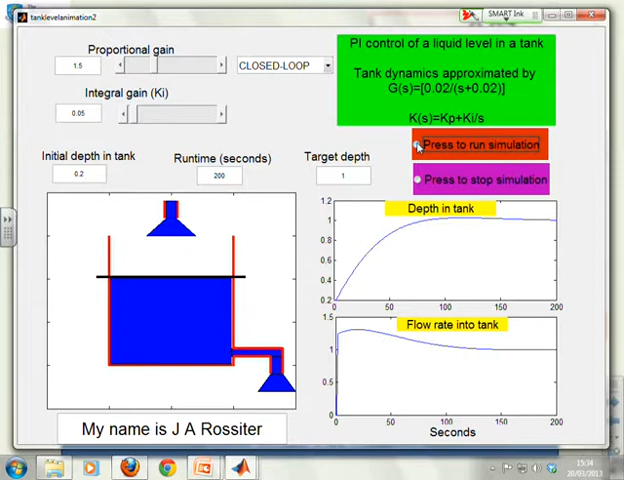 tanklevelanimation2
SMART Ink
Proportional gain
1.5
CLOSED-LOOP
Integral gain (Ki)
0.05
PI control of a liquid level in a tank
Tank dynamics approximated by
G(s)=[0.02/(s+0.02)]
K(s)=Kp+Ki/s
Press to run simulation
Press to stop simulation
Initial depth in tank
0.2
Runtime (seconds)
200
Target depth
1
Depth in tank
1.2
1
0.8
0.6
0.4
0.2
0 50 100 150 200
Flow rate into tank
1.5
1
0.5
0
0 50 100 150 200
Seconds
My name is J A Rossiter
15:34
20/03/2013